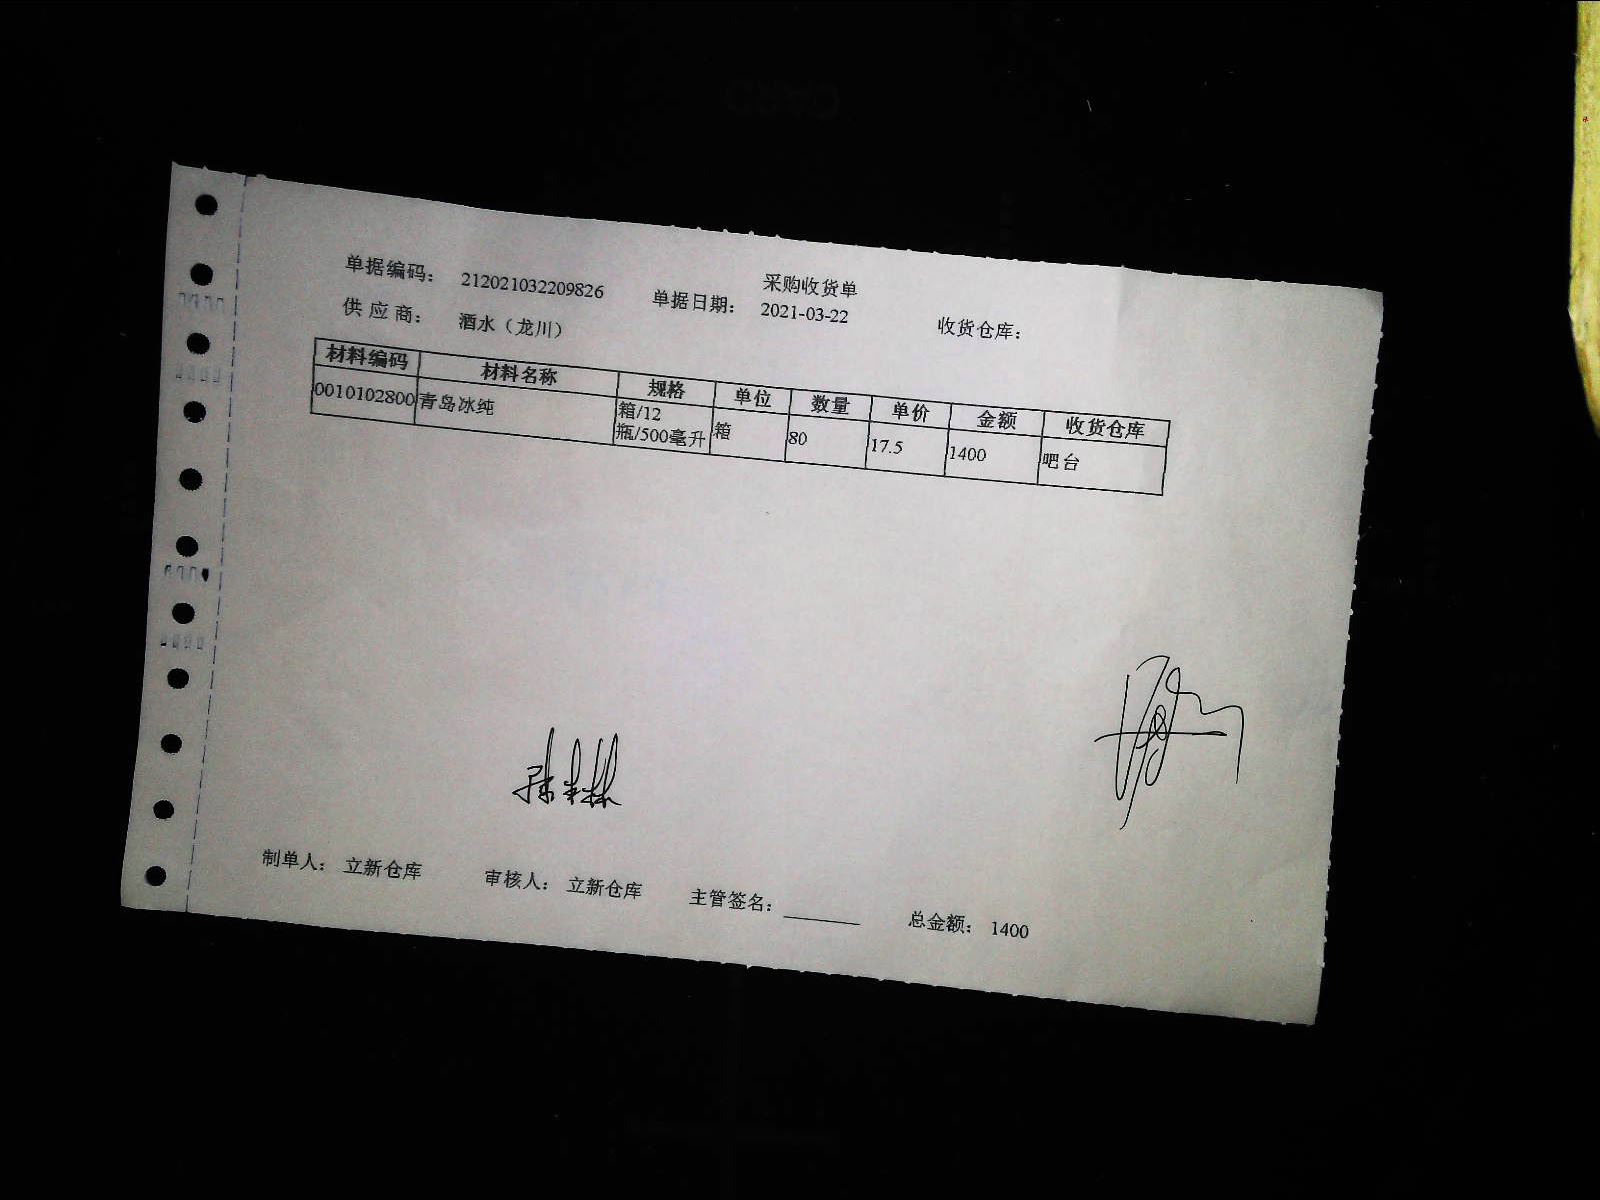 采购收货单
单据编码： 212021032209826 单据日期： 2021-03-22 收货仓库：
供应商： 酒水（龙川）
材料编码 材料名称 规格 单位 数量 单价 金额 收货仓库
0010102800 青岛冰纯 箱/12瓶/500毫升 箱 80 17.5 1400 吧台
制单人： 立新仓库 审核人： 立新仓库 主管签名： 总金额： 1400